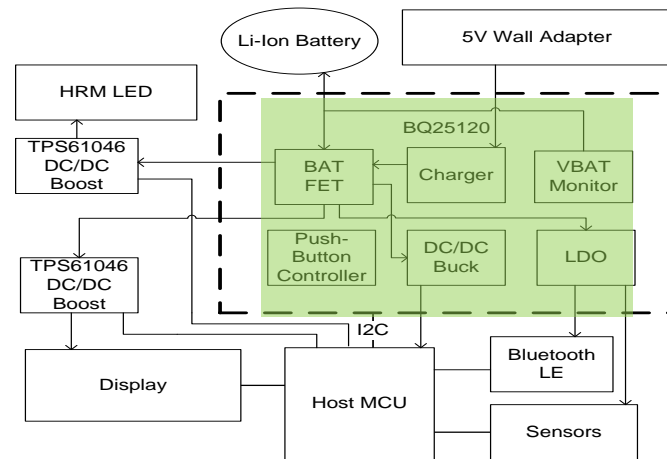 Li-Ion Battery
5V Wall Adapter
HRM LED
BQ25120
TPS61046
DC/DC
Boost
BAT
FET
Charger
VBAT
Monitor
Push-
Button
Controller
DC/DC
Buck
LDO
TPS61046
DC/DC
Boost
I2C
Display
Host MCU
Bluetooth
LE
Sensors